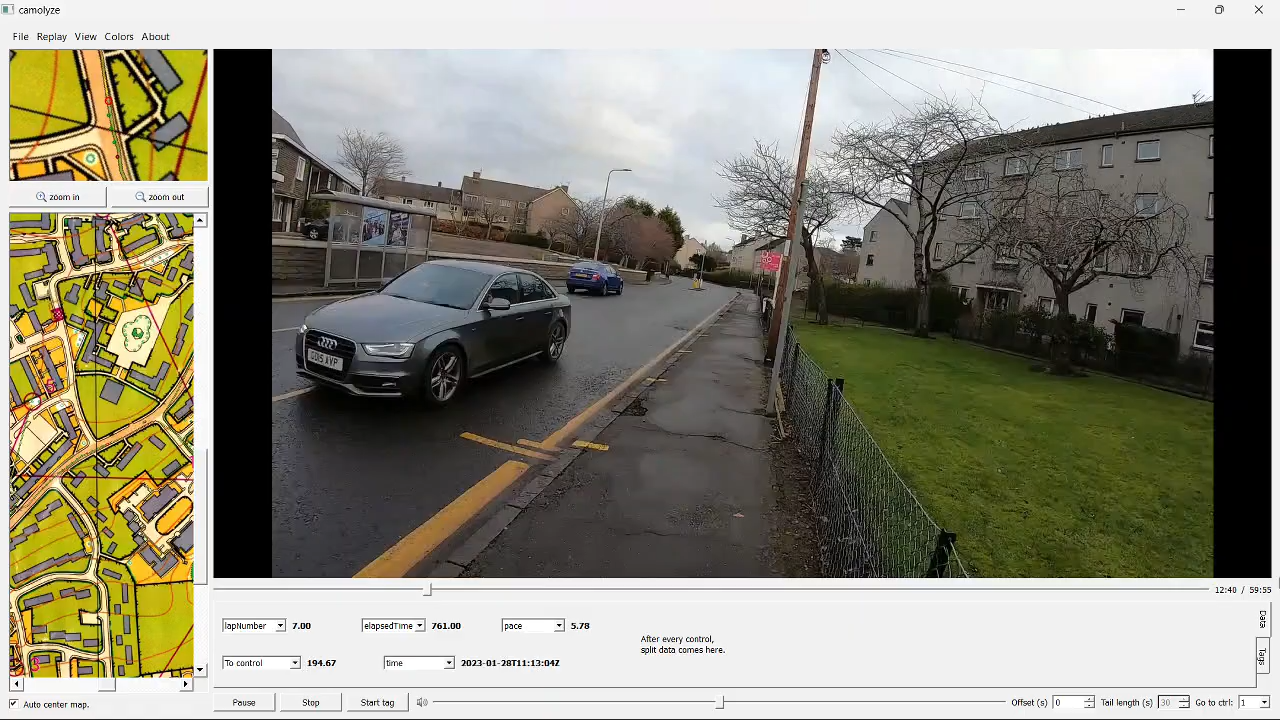 camolyze
File Replay View Colors About
zoom in zoom out
12:40 / 59:55
lapNumber 7.00 elapsedTime 761.00 pace 5.78
After every control,
split data comes here.
To control 194.67 time 2023-01-28T11:13:04Z
Data
Tags
Auto center map.
Pause Stop Start tag Offset (s) 0 Tail length (s) 30 Go to ctrl: 1